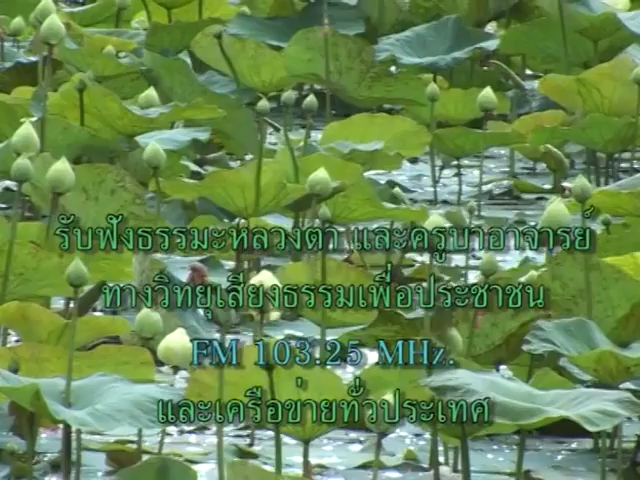 รับฟังธรรมะหลวงตา และครูบาอาจารย์
ทางวิทยุเสียงธรรมเพื่อประชาชน
FM 103.25 MHz.
และเครือข่ายทั่วประเทศ